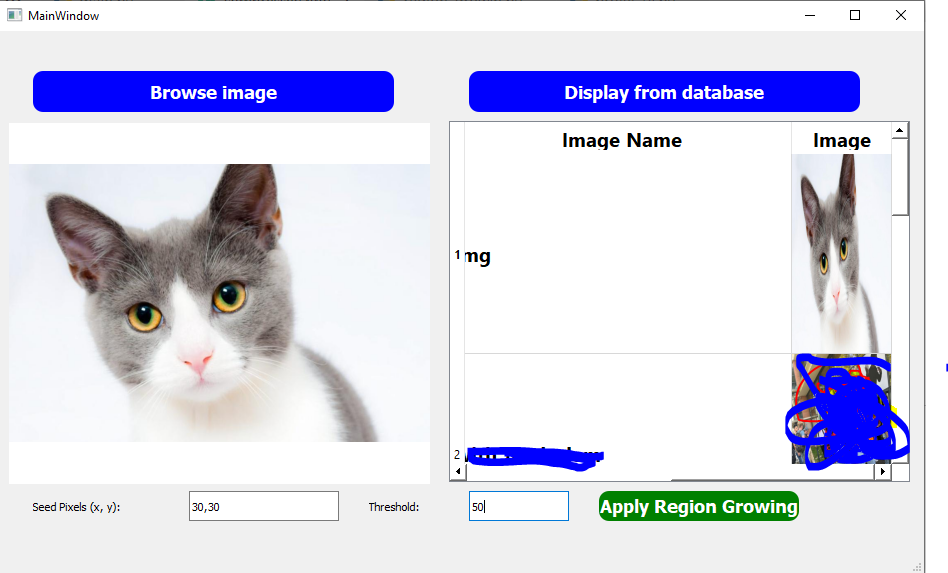 MainWindow
Browse image
Display from database
Image Name
Image
1
mg
2
Seed Pixels (x, y):
30,30
Threshold:
50
Apply Region Growing